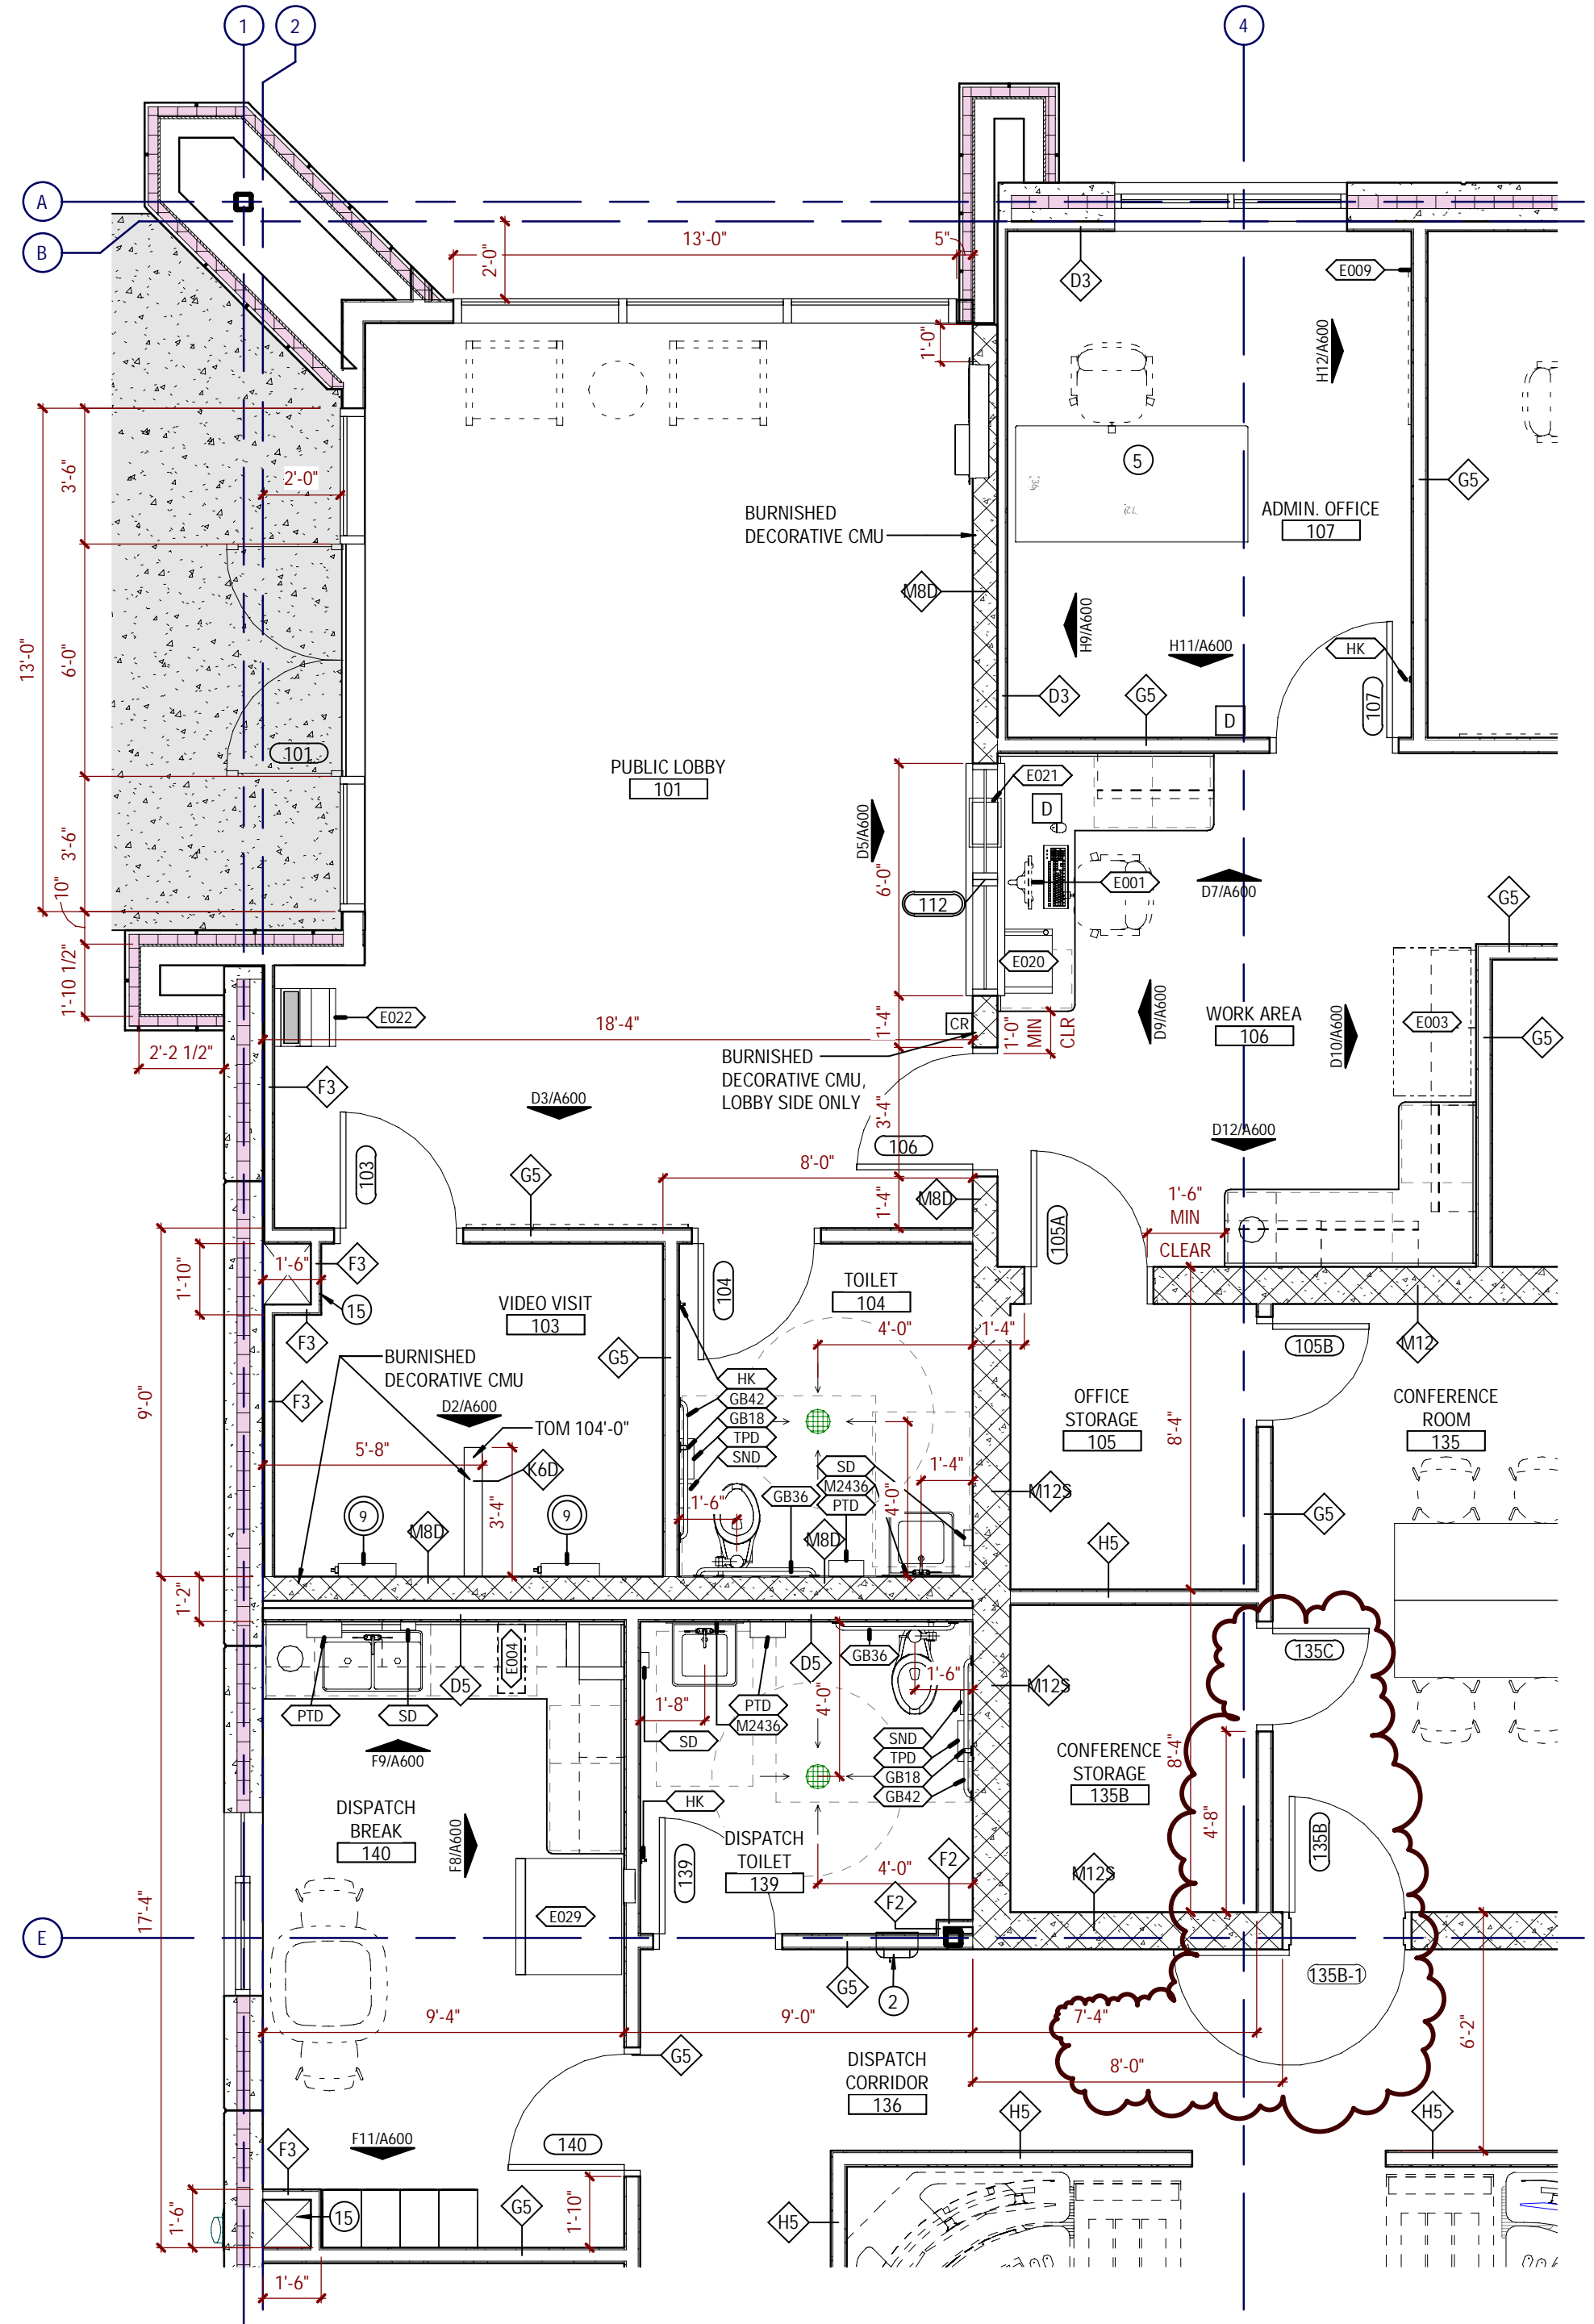 1
2
4
A
B
13'-0"
5"
2'-0"
D3
E009
1'-0"
H12/A600
3'-6"
2'-0"
5
36"
72"
G5
BURNISHED
DECORATIVE CMU
ADMIN. OFFICE
107
M8D
H9/A600
H11/A600
HK
13'-0"
6'-0"
D3
G5
D
107
101
PUBLIC LOBBY
101
E021
D
D5/A600
3'-6"
10"
6'-0"
112
E001
D7/A600
G5
1'-10 1/2"
E020
E022
18'-4"
CR
1'-4"
1'-0"
MIN
CLR
D9/A600
WORK AREA
106
D10/A600
E003
G5
2'-2 1/2"
BURNISHED
DECORATIVE CMU,
LOBBY SIDE ONLY
F3
D3/A600
3'-4"
106
D12/A600
103
G5
8'-0"
1'-4"
M8D
105A
1'-6"
MIN
CLEAR
1'-10"
1'-6"
F3
15
F3
VIDEO VISIT
103
104
TOILET
104
4'-0"
1'-4"
G5
105B
M12
BURNISHED
DECORATIVE CMU
F3
D2/A600
HK
GB42
GB18
TPD
SND
OFFICE
STORAGE
105
CONFERENCE
ROOM
135
9'-0"
8'-4"
TOM 104'-0"
5'-8"
K6D
3'-4"
SD
M2436
PTD
1'-4"
4'-0"
GB36
1'-6"
M12S
G5
9
9
M8D
M8D
H5
1'-2"
135C
E004
D5
D5
GB36
1'-6"
M12S
PTD
SD
1'-8"
PTD
M2436
SD
4'-0"
SND
TPD
GB18
GB42
F9/A600
CONFERENCE
STORAGE
135B
8'-4"
4'-8"
HK
DISPATCH
BREAK
140
F8/A600
DISPATCH
TOILET
139
139
4'-0"
F2
F2
M12S
135B
17'-4"
E029
E
G5
2
135B-1
9'-4"
9'-0"
7'-4"
6'-2"
G5
DISPATCH
CORRIDOR
136
8'-0"
H5
H5
F3
F11/A600
140
1'-6"
15
G5
1'-10"
H5
1'-6"